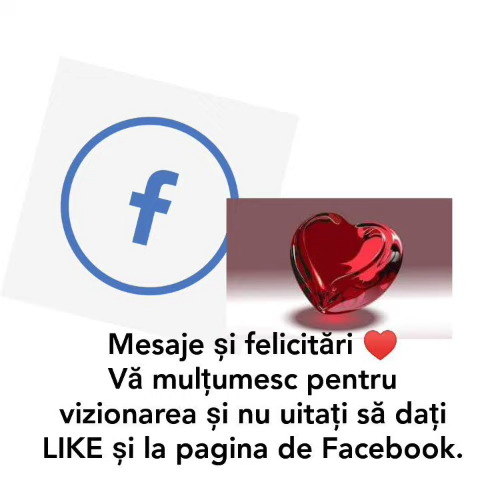 f
Mesaje și felicitări ♥️
Vă mulțumesc pentru
vizionarea și nu uitați să dați
LIKE și la pagina de Facebook.